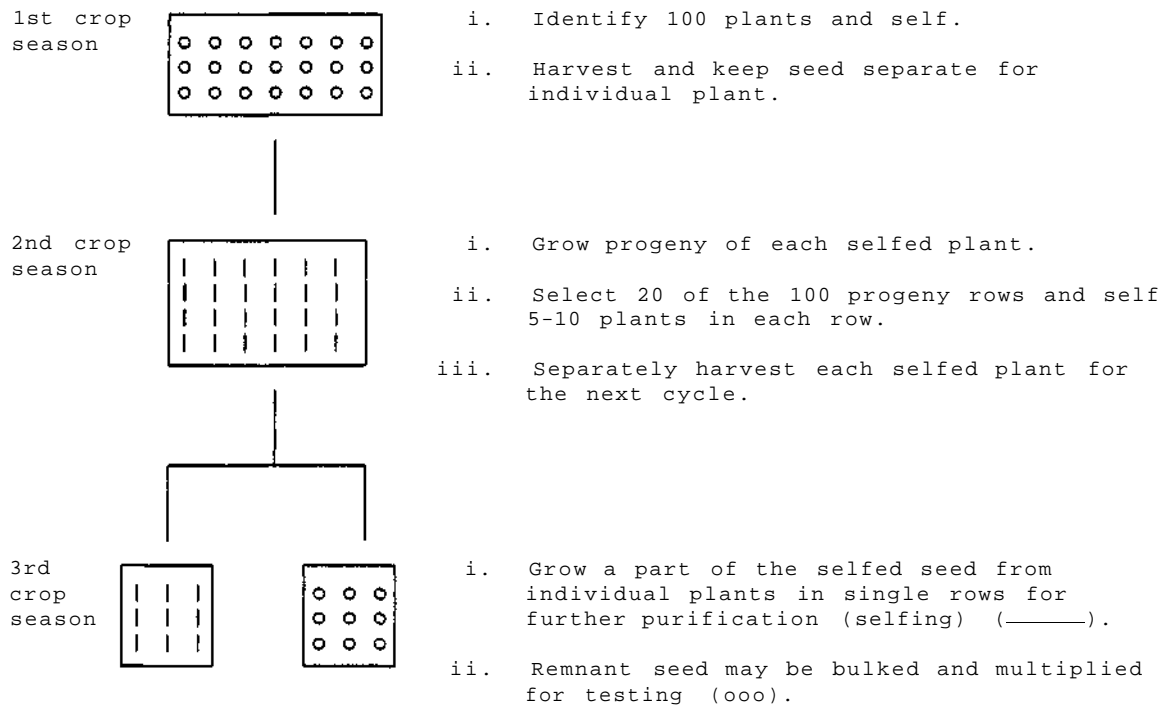 1st crop
season
i. Identify 100 plants and self.
ii. Harvest and keep seed separate for
individual plant.
2nd crop
season
i. Grow progeny of each selfed plant.
ii. Select 20 of the 100 progeny rows and self
5-10 plants in each row.
iii. Separately harvest each selfed plant for
the next cycle.
3rd
crop
season
i. Grow a part of the selfed seed from
individual plants in single rows for
further purification (selfing) (———).
ii. Remnant seed may be bulked and multiplied
for testing (ooo).